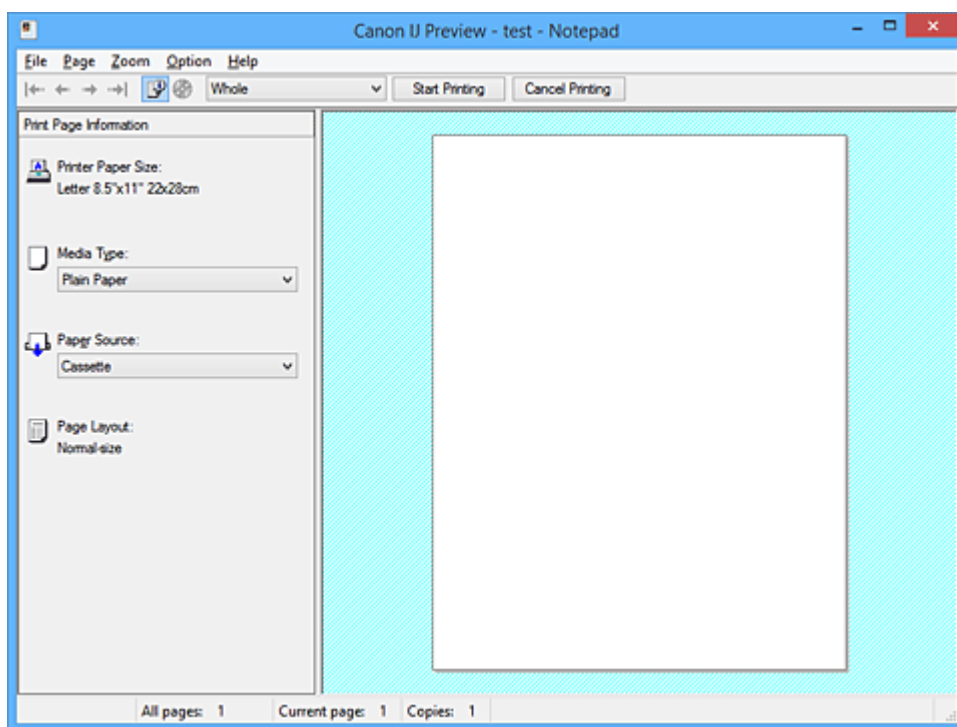 Canon IJ Preview - test - Notepad
File Page Zoom Option Help
Whole Start Printing Cancel Printing
Print Page Information
Printer Paper Size:
Letter 8.5"x11" 22x28cm
Media Type:
Plain Paper
Paper Source:
Cassette
Page Layout:
Normal-size
All pages: 1 Current page: 1 Copies: 1